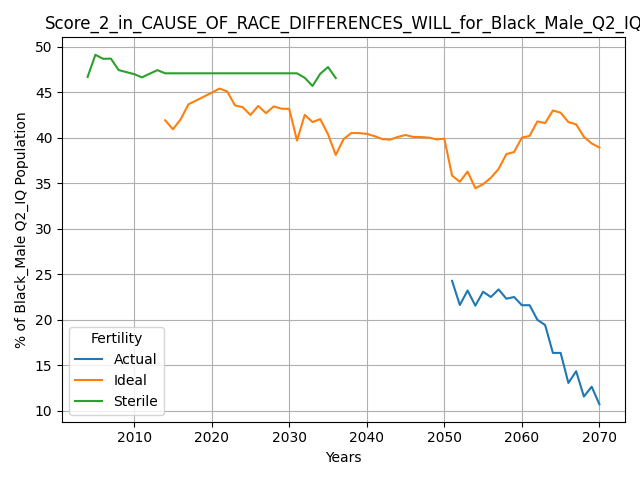 Score_2_in_CAUSE_OF_RACE_DIFFERENCES_WILL_for_Black_Male_Q2_IQ
% of Black_Male Q2_IQ Population
50
45
40
35
30
25
20
15
10
Fertility
Actual
Ideal
Sterile
2010 2020 2030 2040 2050 2060 2070
Years